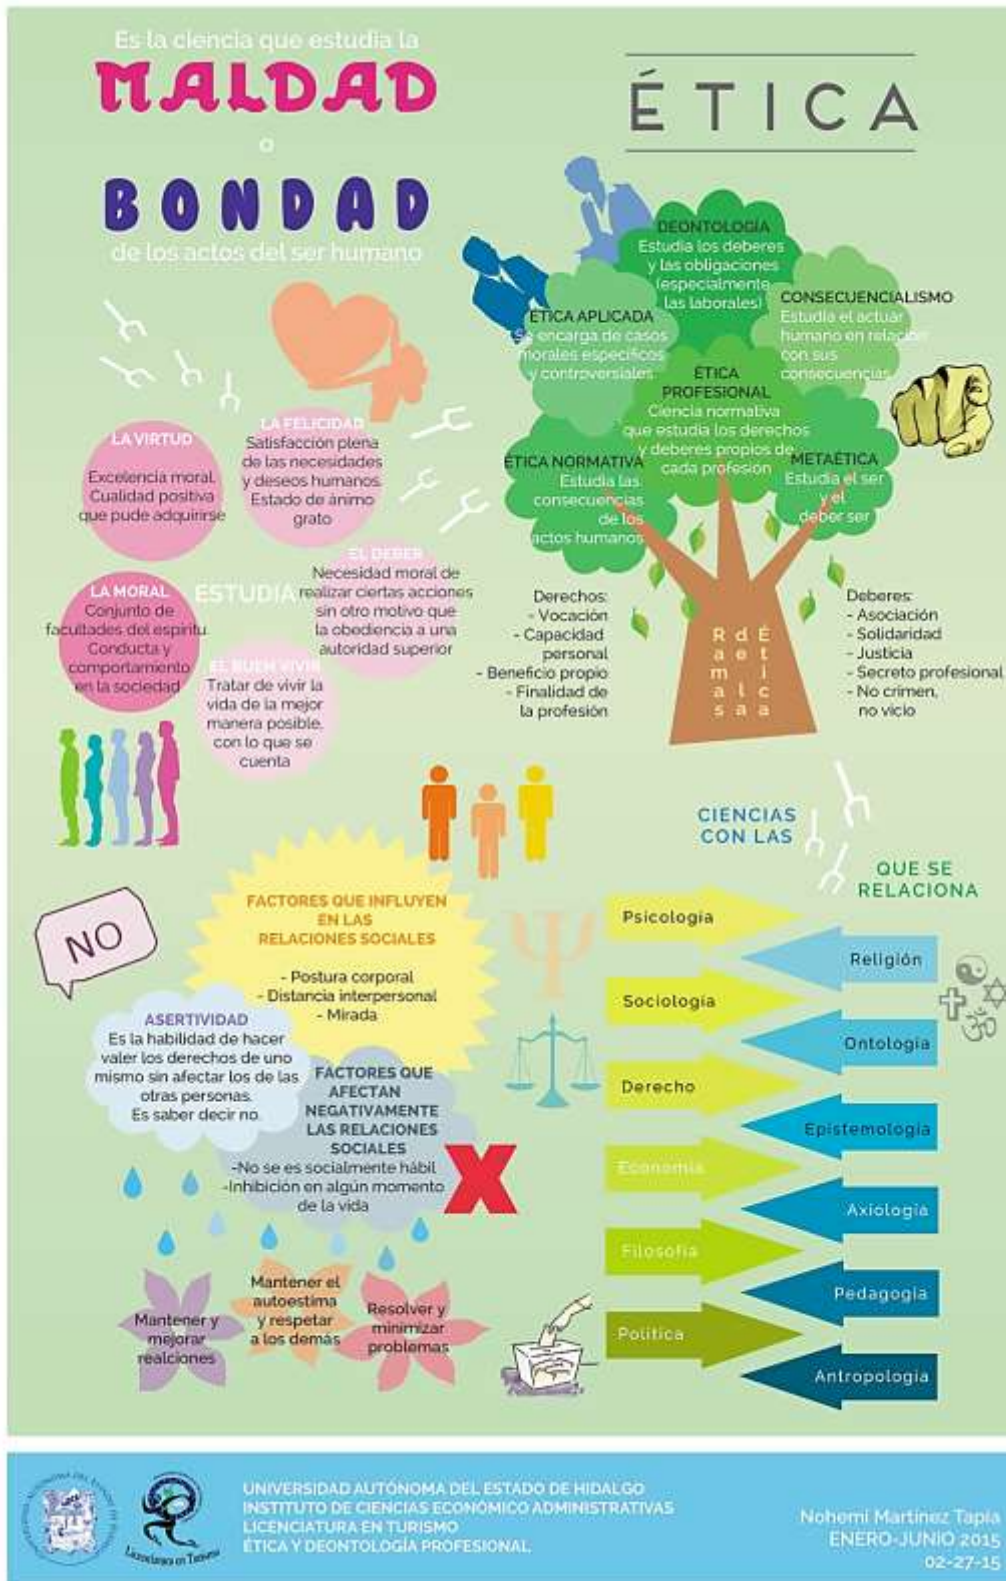 Es la ciencia que estudia la
MALDAD
o
BONDAD
de los actos del ser humano
ÉTICA
DEONTOLOGÍA
Estudia los deberes
y las obligaciones
(especialmente
las laborales)
ÉTICA APLICADA
Se encarga de casos
morales específicos
y controversiales.
CONSECUENCIALISMO
Estudia el actuar
humano en relación
con sus
consecuencias
ÉTICA
PROFESIONAL
Ciencia normativa
que estudia los derechos
y deberes propios de
cada profesión
ÉTICA NORMATIVA
Estudia las
consecuencias
de los
actos humanos
METAÉTICA
Estudia el ser
y el
deber ser
Ramas de la Ética
Derechos:
- Vocación
- Capacidad
personal
- Beneficio propio
- Finalidad de
la profesión
Deberes:
- Asociación
- Solidaridad
- Justicia
- Secreto profesional
- No crimen,
no vicio
ESTUDIA
LA VIRTUD
Excelencia moral.
Cualidad positiva
que pude adquirirse
LA FELICIDAD
Satisfacción plena
de las necesidades
y deseos humanos.
Estado de ánimo
grato
EL DEBER
Necesidad moral de
realizar ciertas acciones
sin otro motivo que
la obediencia a una
autoridad superior
LA MORAL
Conjunto de
facultades del espíritu.
Conducta y
comportamiento
en la sociedad
EL BUEN VIVIR
Tratar de vivir la
vida de la mejor
manera posible,
con lo que se
cuenta
NO
FACTORES QUE INFLUYEN
EN LAS
RELACIONES SOCIALES
- Postura corporal
- Distancia interpersonal
- Mirada
ASERTIVIDAD
Es la habilidad de hacer
valer los derechos de uno
mismo sin afectar los de las
otras personas.
Es saber decir no.
FACTORES QUE
AFECTAN
NEGATIVAMENTE
LAS RELACIONES
SOCIALES
-No se es socialmente hábil
-Inhibición en algún momento
de la vida
X
Mantener y
mejorar
realciones
Mantener el
autoestima
y respetar
a los demás
Resolver y
minimizar
problemas
CIENCIAS
CON LAS
QUE SE
RELACIONA
Psicología
Religión
Sociología
Ontología
Derecho
Epistemología
Economía
Axiología
Filosofía
Pedagogía
Política
Antropología
Licenciatura en Turismo
UNIVERSIDAD AUTÓNOMA DEL ESTADO DE HIDALGO
INSTITUTO DE CIENCIAS ECONÓMICO ADMINISTRATIVAS
LICENCIATURA EN TURISMO
ÉTICA Y DEONTOLOGÍA PROFESIONAL
Nohemi Martínez Tapia
ENERO-JUNIO 2015
02-27-15